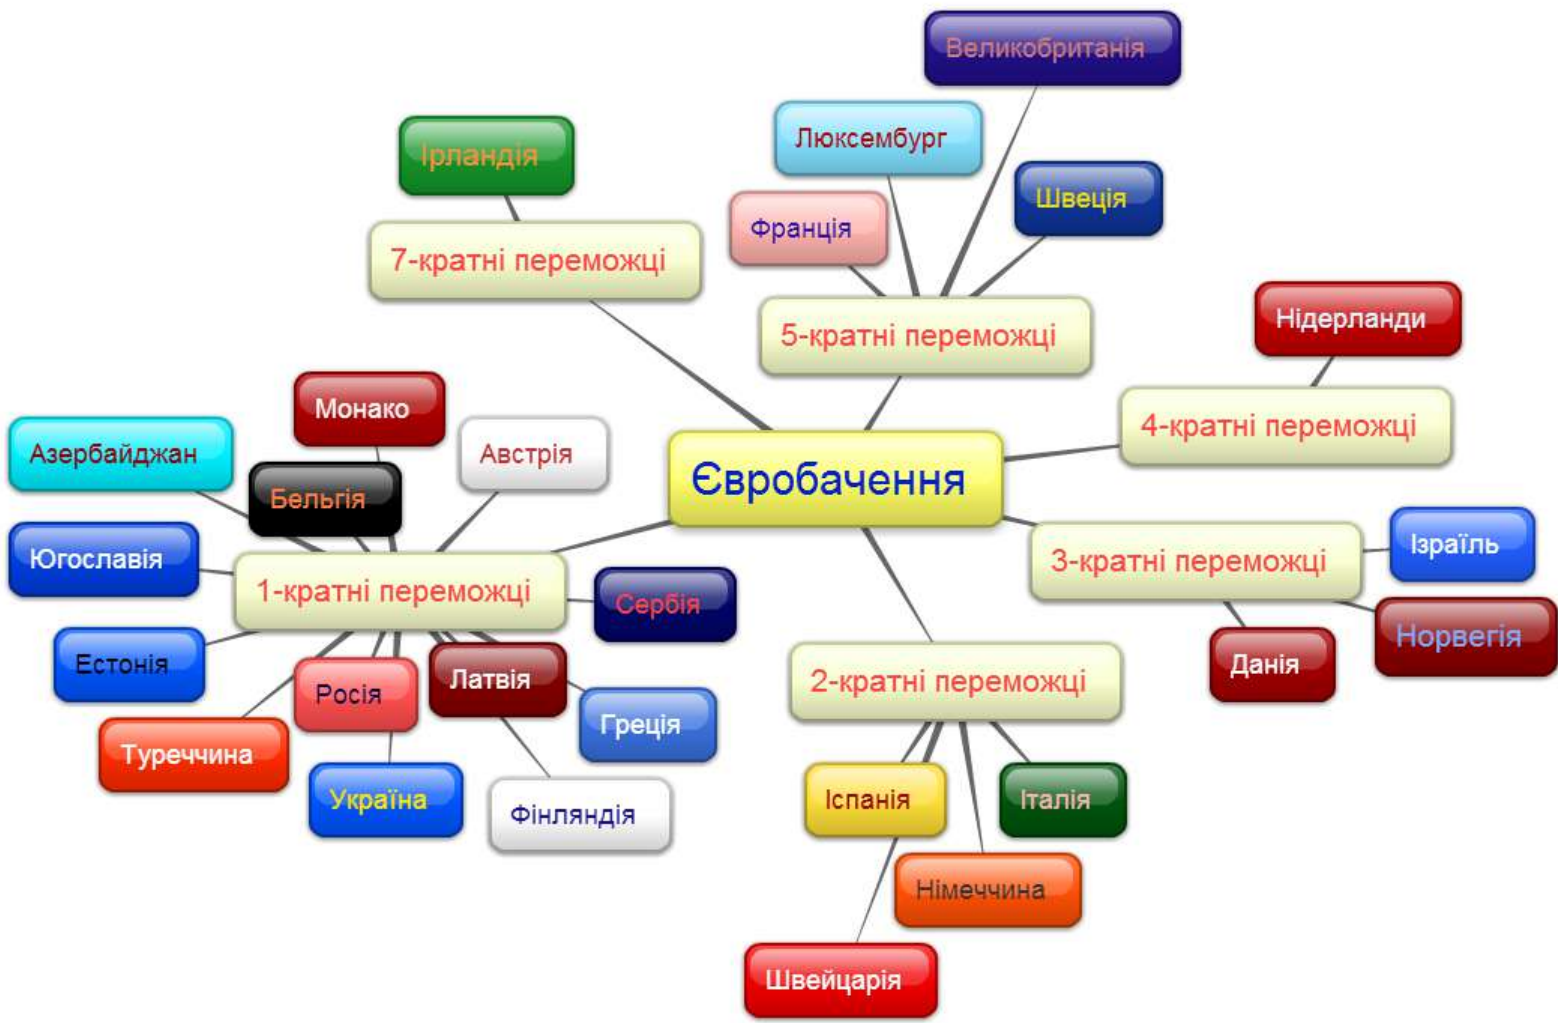 Великобританія
Люксембург
Ірландія
Швеція
Франція
7-кратні переможці
5-кратні переможці
Нідерланди
4-кратні переможці
Монако
Азербайджан
Австрія
Євробачення
Бельгія
Ізраїль
Югославія
3-кратні переможці
1-кратні переможці
Сербія
Норвегія
Естонія
Росія
Латвія
2-кратні переможці
Данія
Греція
Туреччина
Україна
Фінляндія
Іспанія
Італія
Німеччина
Швейцарія